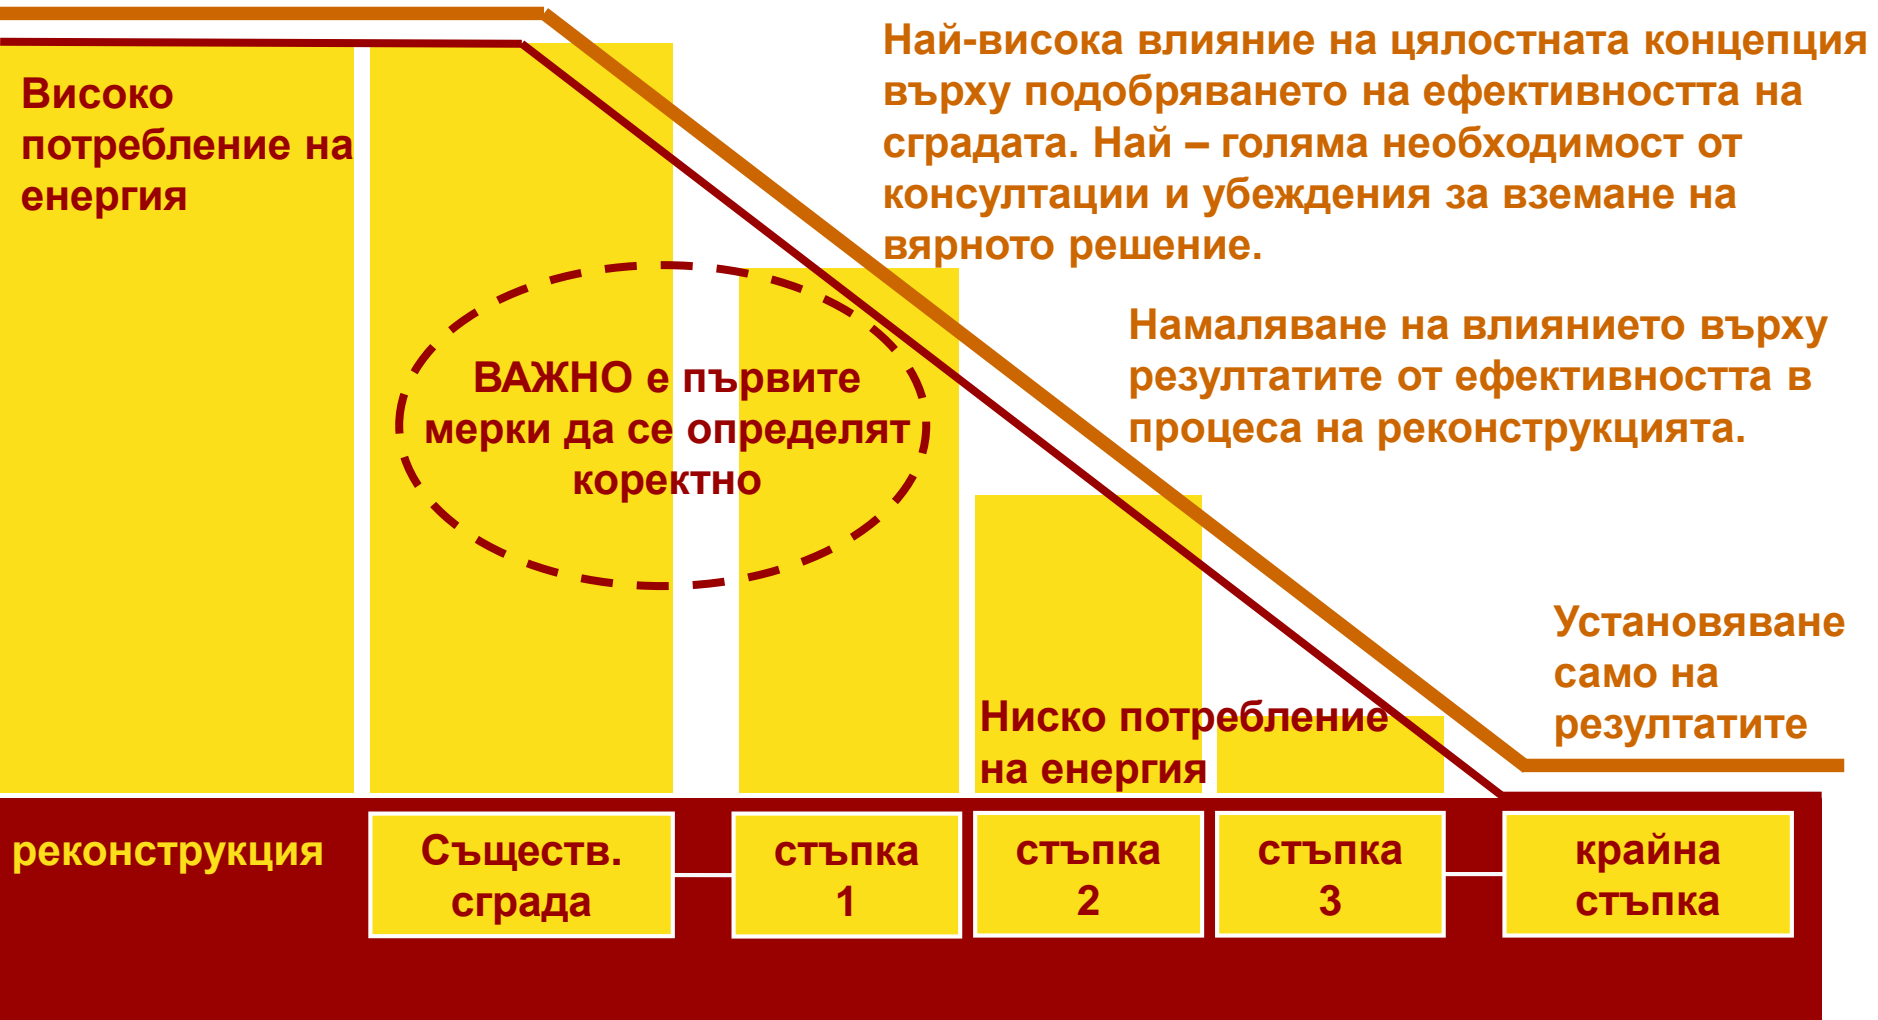 Най-висока влияние на цялостната концепция
върху подобряването на ефективността на
сградата. Най – голяма необходимост от
консултации и убеждения за вземане на
вярното решение.
Високо
потребление на
енергия
Намаляване на влиянието върху
резултатите от ефективността в
процеса на реконструкцията.
ВАЖНО е първите
мерки да се определят
коректно
Установяване
само на
резултатите
Ниско потребление
на енергия
реконструкция
Съществ.
сграда
стъпка
1
стъпка
2
стъпка
3
крайна
стъпка